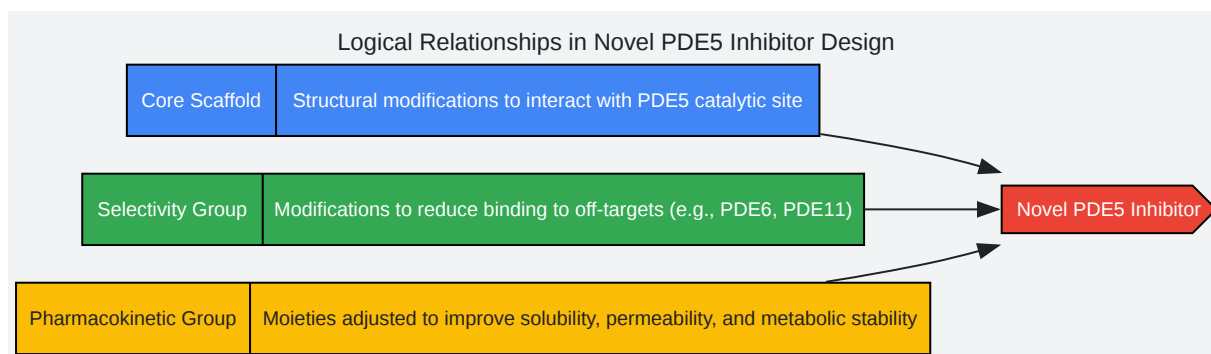 Logical Relationships in Novel PDE5 Inhibitor Design
Core Scaffold
Structural modifications to interact with PDE5 catalytic site
Selectivity Group
Modifications to reduce binding to off-targets (e.g., PDE6, PDE11)
Novel PDE5 Inhibitor
Pharmacokinetic Group
Moieties adjusted to improve solubility, permeability, and metabolic stability